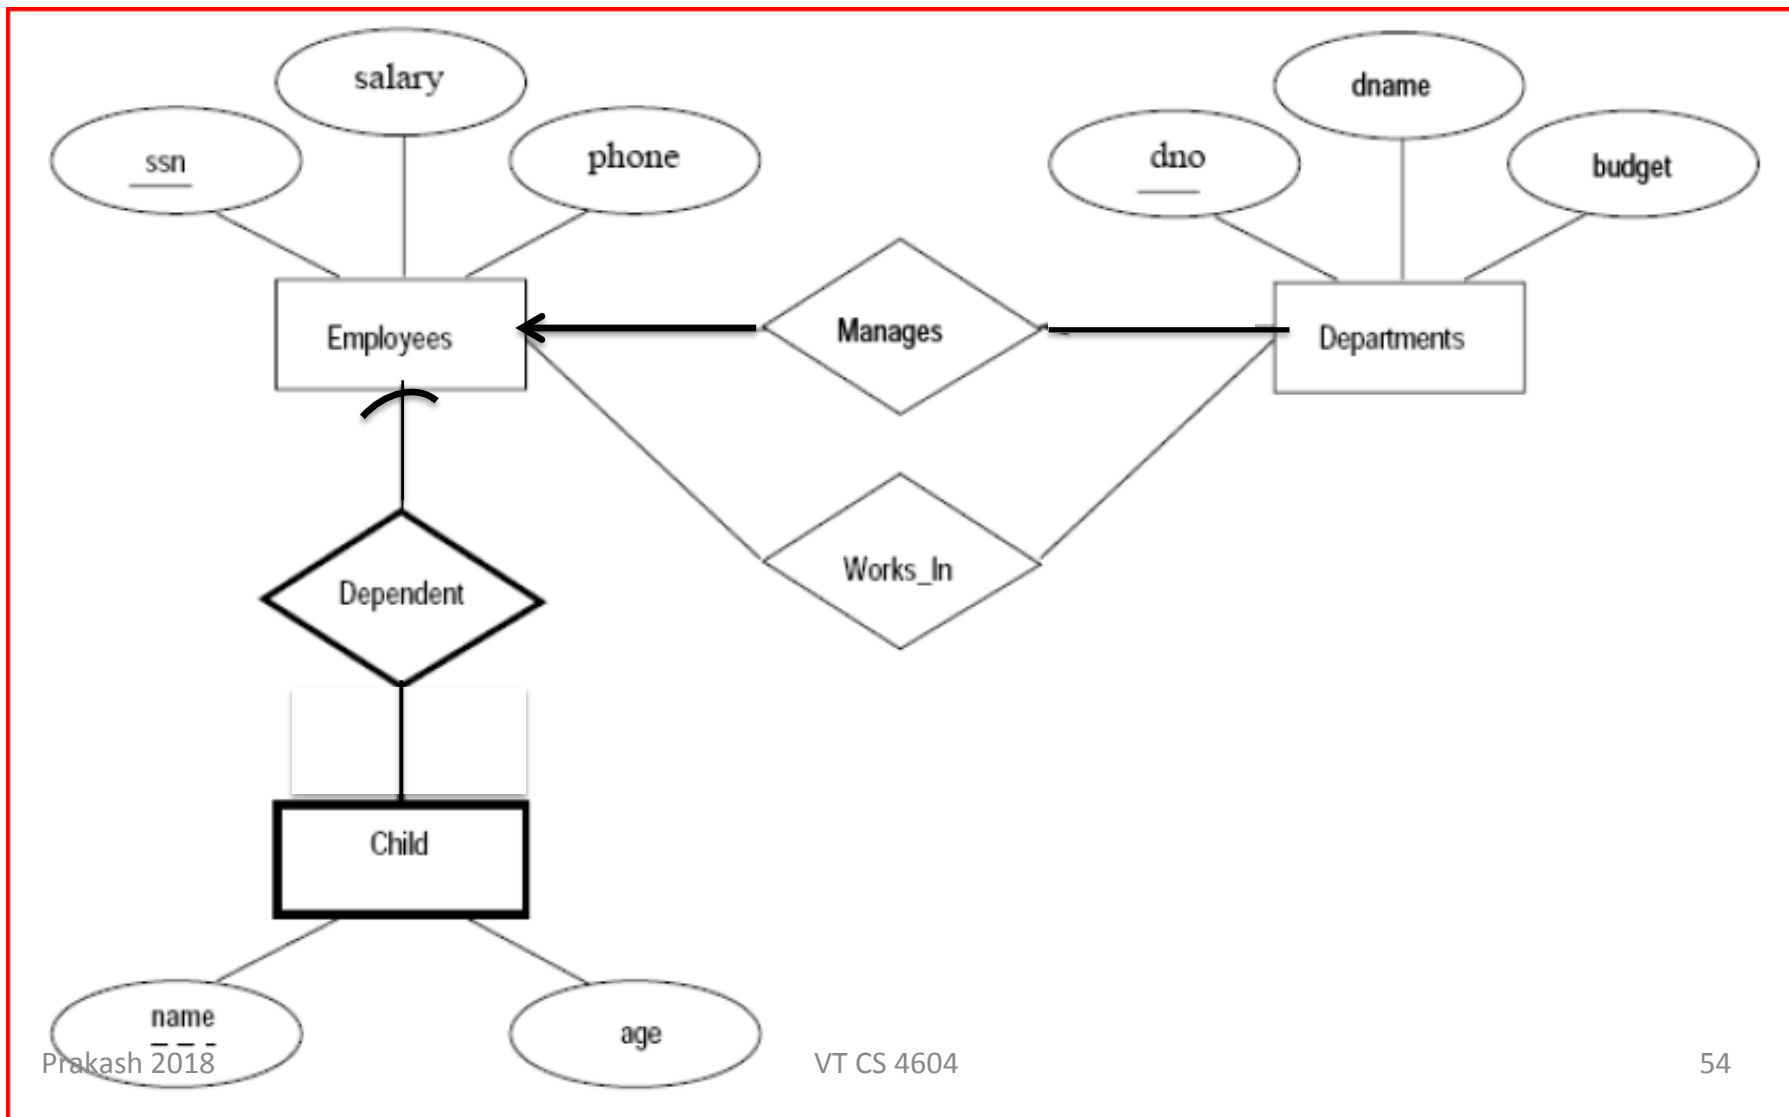 salary
dname
ssn
phone
dno
budget
Employees
Manages
Departments
Works_In
Dependent
Child
name
age
Prakash 2018
VT CS 4604
54